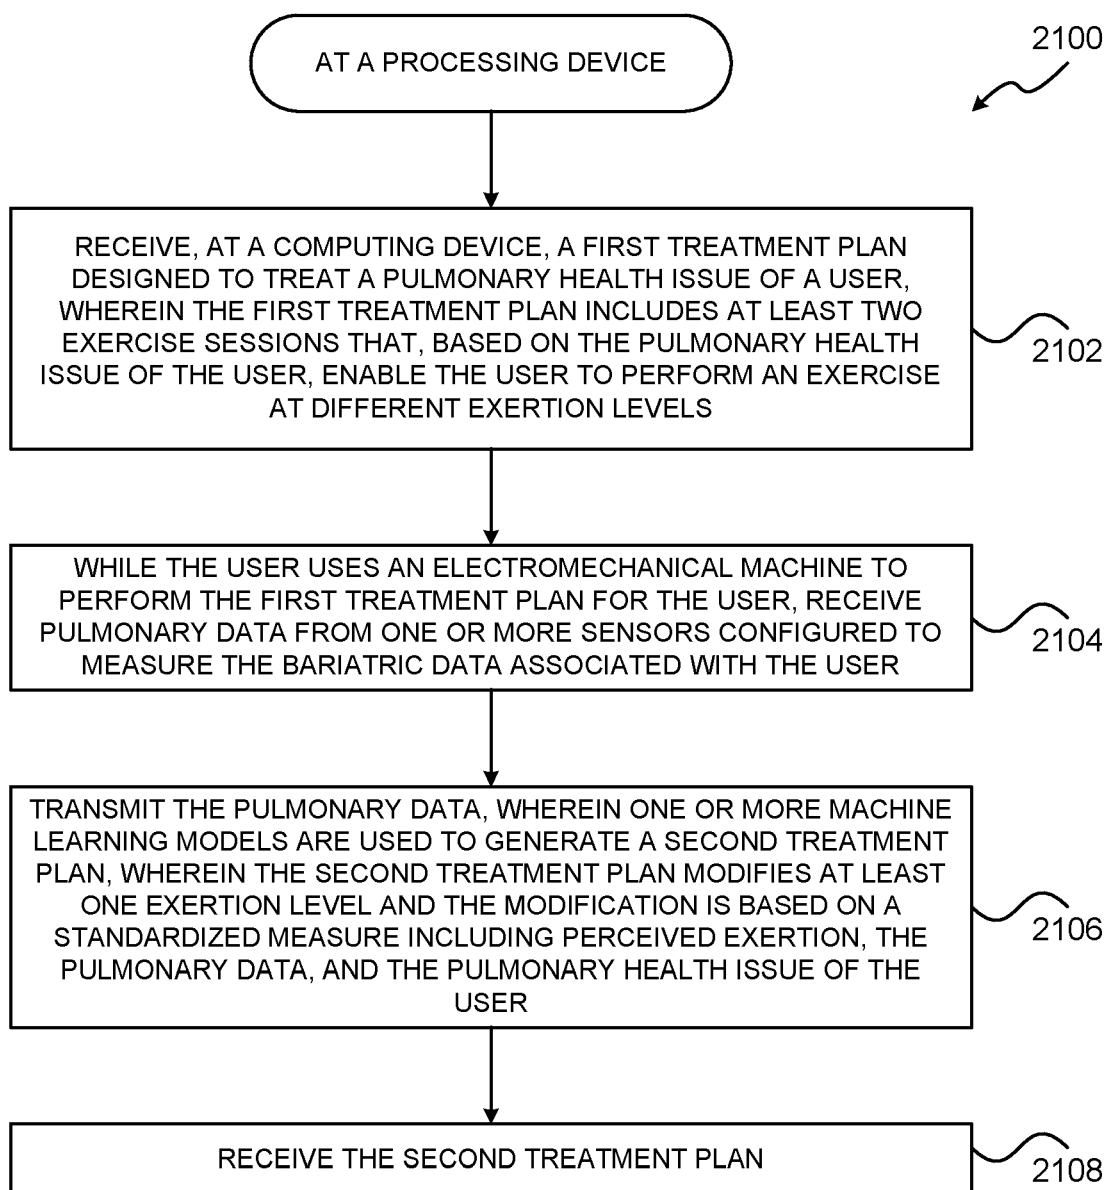 AT A PROCESSING DEVICE
2100
RECEIVE, AT A COMPUTING DEVICE, A FIRST TREATMENT PLAN
DESIGNED TO TREAT A PULMONARY HEALTH ISSUE OF A USER,
WHEREIN THE FIRST TREATMENT PLAN INCLUDES AT LEAST TWO
EXERCISE SESSIONS THAT, BASED ON THE PULMONARY HEALTH
ISSUE OF THE USER, ENABLE THE USER TO PERFORM AN EXERCISE
AT DIFFERENT EXERTION LEVELS
2102
WHILE THE USER USES AN ELECTROMECHANICAL MACHINE TO
PERFORM THE FIRST TREATMENT PLAN FOR THE USER, RECEIVE
PULMONARY DATA FROM ONE OR MORE SENSORS CONFIGURED TO
MEASURE THE BARIATRIC DATA ASSOCIATED WITH THE USER
2104
TRANSMIT THE PULMONARY DATA, WHEREIN ONE OR MORE MACHINE
LEARNING MODELS ARE USED TO GENERATE A SECOND TREATMENT
PLAN, WHEREIN THE SECOND TREATMENT PLAN MODIFIES AT LEAST
ONE EXERTION LEVEL AND THE MODIFICATION IS BASED ON A
STANDARDIZED MEASURE INCLUDING PERCEIVED EXERTION, THE
PULMONARY DATA, AND THE PULMONARY HEALTH ISSUE OF THE
USER
2106
RECEIVE THE SECOND TREATMENT PLAN
2108